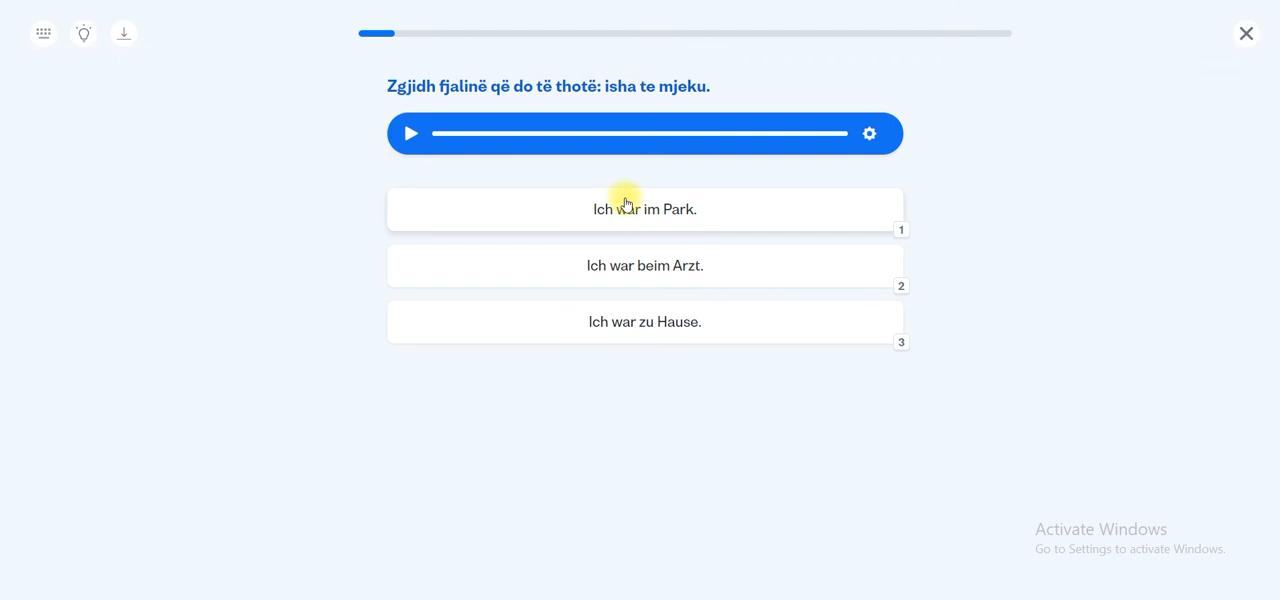 Zgjidh fjalinë që do të thotë: isha te mjeku.
Ich war im Park.
1
Ich war beim Arzt.
2
Ich war zu Hause.
3
Activate Windows
Go to Settings to activate Windows.